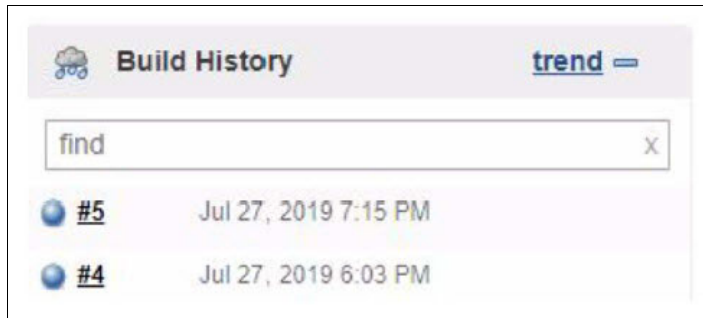 Build History trend
find x
#5 Jul 27, 2019 7:15 PM
#4 Jul 27, 2019 6:03 PM